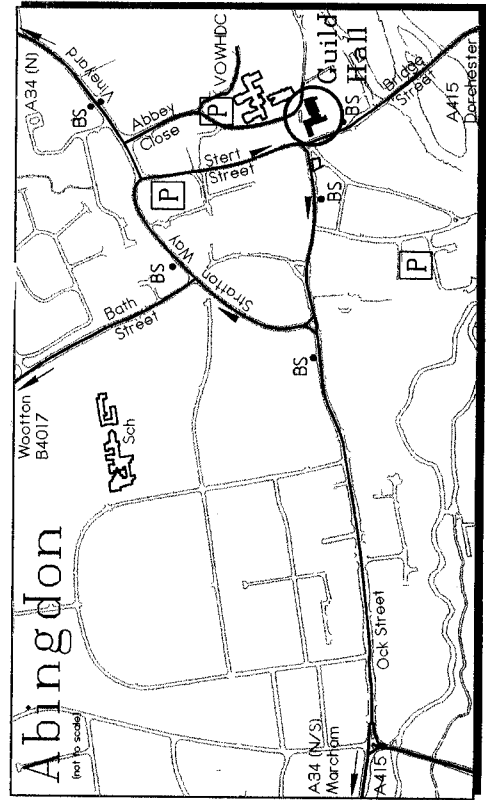 Abingdon
(not to scale)
Wootton
B4017
Sch
Bath
Street
BS
Stratton
Way
P
Vineyard
A34 (N)
BS
Abbey
Close
P
VOWHDC
Stert
Street
Guild
Hall
BS
Bridge
Street
A415
Dorchester
BS
P
BS
Ock Street
A34 (N/S)
Marcham
A415